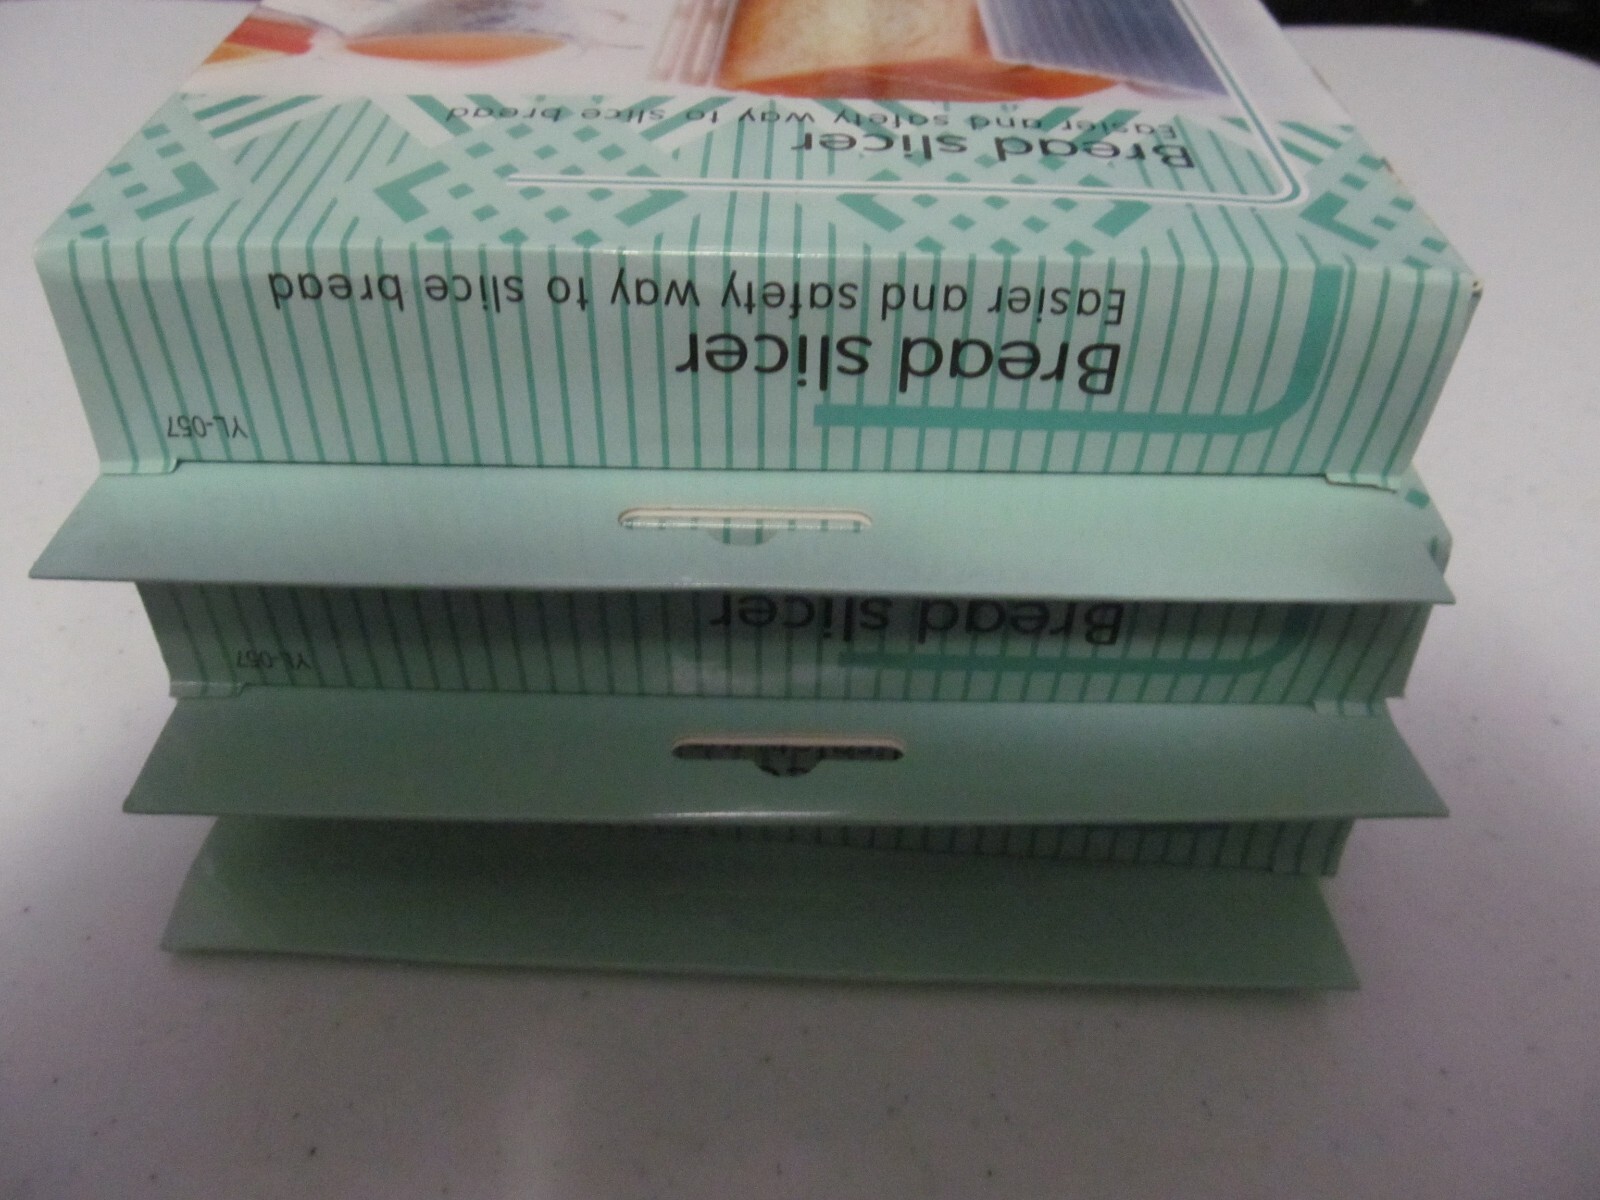 Bread slicer
Easier and safety way to slice bread
Bread slicer
Easier and safety way to slice bread
YL-057
Bread slicer
YL-057